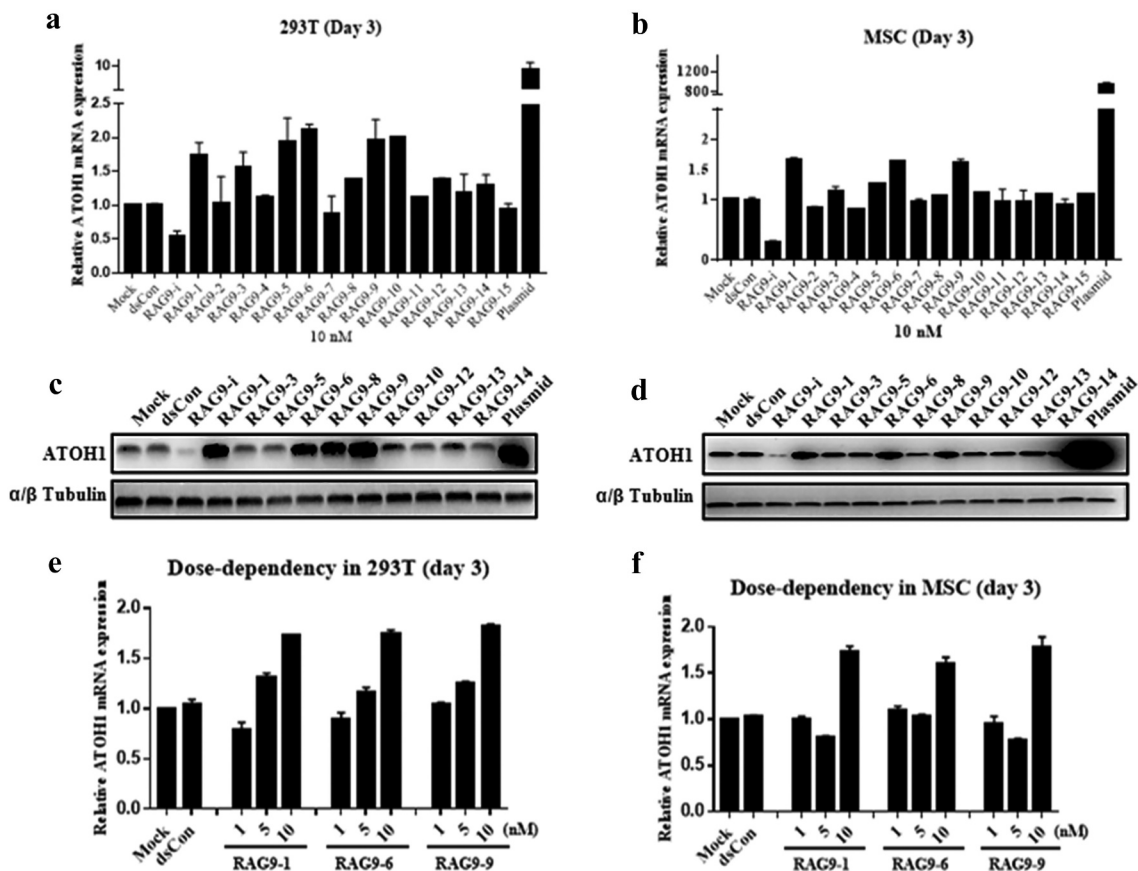 a
293T (Day 3)
Relative ATOH1 mRNA expression
10
2.5
2.0
1.5
1.0
0.5
0.0
Mock
dsCon
RAG9-i
RAG9-1
RAG9-2
RAG9-3
RAG9-4
RAG9-5
RAG9-6
RAG9-7
RAG9-8
RAG9-9
RAG9-10
RAG9-11
RAG9-12
RAG9-13
RAG9-14
RAG9-15
Plasmid
10 nM
b
MSC (Day 3)
Relative ATOH1 mRNA expression
1200
800
2
1
0
Mock
dsCon
RAG9-i
RAG9-1
RAG9-2
RAG9-3
RAG9-4
RAG9-5
RAG9-6
RAG9-7
RAG9-8
RAG9-9
RAG9-10
RAG9-11
RAG9-12
RAG9-13
RAG9-14
RAG9-15
Plasmid
10 nM
c
Mock
dsCon
RAG9-i
RAG9-1
RAG9-3
RAG9-5
RAG9-6
RAG9-8
RAG9-9
RAG9-10
RAG9-12
RAG9-13
RAG9-14
Plasmid
ATOH1
α/β Tubulin
d
Mock
dsCon
RAG9-i
RAG9-1
RAG9-3
RAG9-5
RAG9-6
RAG9-8
RAG9-9
RAG9-10
RAG9-12
RAG9-13
RAG9-14
Plasmid
ATOH1
α/β Tubulin
e
Dose-dependency in 293T (day 3)
Relative ATOH1 mRNA expression
2.0
1.5
1.0
0.5
0.0
Mock
dsCon
1 5 10 1 5 10 1 5 10 (nM)
RAG9-1 RAG9-6 RAG9-9
f
Dose-dependency in MSC (day 3)
Relative ATOH1 mRNA expression
2.0
1.5
1.0
0.5
0.0
Mock
dsCon
1 5 10 1 5 10 1 5 10 (nM)
RAG9-1 RAG9-6 RAG9-9